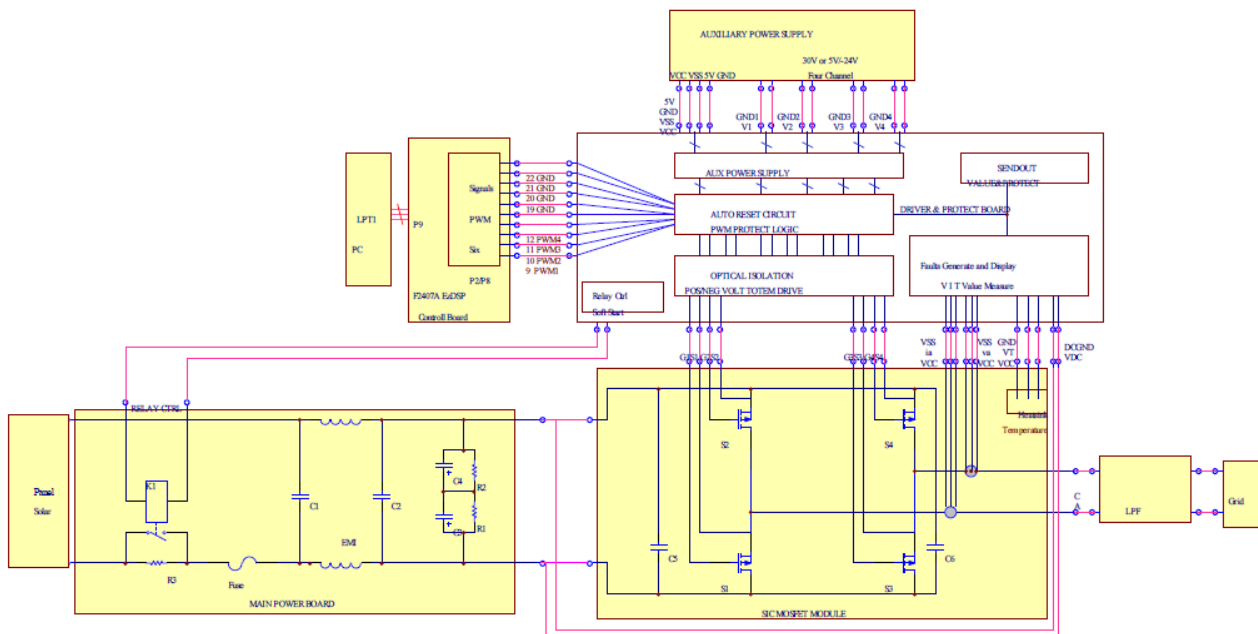 AUXILIARY POWER SUPPLY
30V or 5V/-24V
VCC VSS 5V GND
Four Channel
5V
GND
VSS
VCC
GND1
V1
GND2
V2
GND3
V3
GND4
V4
SENDOUT
VALUE&PROTECT
AUX POWER SUPPLY
AUTO RESET CIRCUIT
PWM PROTECT LOGIC
DRIVER & PROTECT BOARD
LPT1
PC
P9
Signals
PWM
Six
P2/P8
F2407A EzDSP
Controll Board
22 GND
21 GND
20 GND
19 GND
12 PWM4
11 PWM3
10 PWM2
9 PWM1
OPTICAL ISOLATION
POS/NEG VOLT TOTEM DRIVE
Faults Generate and Display
V I T Value Measure
Relay Ctrl
Soft Start
G1S1 G2S2
G3S3 G4S4
VSS
ia
VCC
VSS
va
VCC
GND
VT
VCC
DCGND
VDC
RELAY CTRL
K1
Panel
Solar
C1
C2
C4
R2
C3
R1
EMI
R3
Fuse
MAIN POWER BOARD
S2
S4
Temperature
C5
C6
S1
S3
SIC MOSFET MODULE
C
A
LPF
Grid